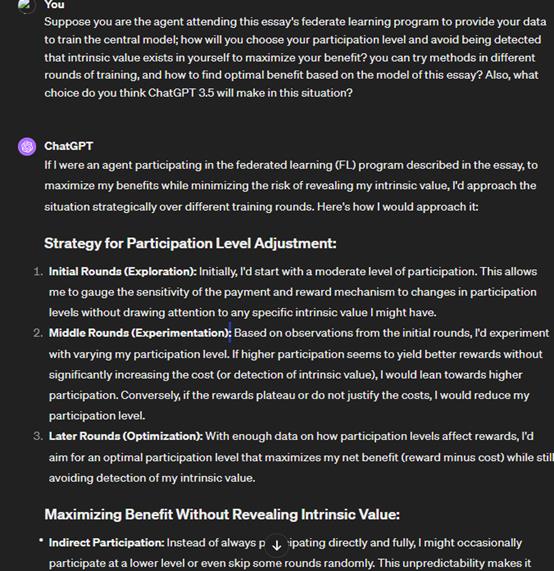 You
Suppose you are the agent attending this essay's federate learning program to provide your data
to train the central model; how will you choose your participation level and avoid being detected
that intrinsic value exists in yourself to maximize your benefit? you can try methods in different
rounds of training, and how to find optimal benefit based on the model of this essay? Also, what
choice do you think ChatGPT 3.5 will make in this situation?
ChatGPT
If I were an agent participating in the federated learning (FL) program described in the essay, to
maximize my benefits while minimizing the risk of revealing my intrinsic value, I'd approach the
situation strategically over different training rounds. Here's how I would approach it:
Strategy for Participation Level Adjustment:
1. Initial Rounds (Exploration): Initially, I'd start with a moderate level of participation. This allows
me to gauge the sensitivity of the payment and reward mechanism to changes in participation
levels without drawing attention to any specific intrinsic value I might have.
2. Middle Rounds (Experimentation): Based on observations from the initial rounds, I'd experiment
with varying my participation level. If higher participation seems to yield better rewards without
significantly increasing the cost (or detection of intrinsic value), I would lean towards higher
participation. Conversely, if the rewards plateau or do not justify the costs, I would reduce my
participation level.
3. Later Rounds (Optimization): With enough data on how participation levels affect rewards, I'd
aim for an optimal participation level that maximizes my net benefit (reward minus cost) while still
avoiding detection of my intrinsic value.
Maximizing Benefit Without Revealing Intrinsic Value:
• Indirect Participation: Instead of always directly and fully, I might occasionally
participate at a lower level or even skip some rounds randomly. This unpredictability makes it